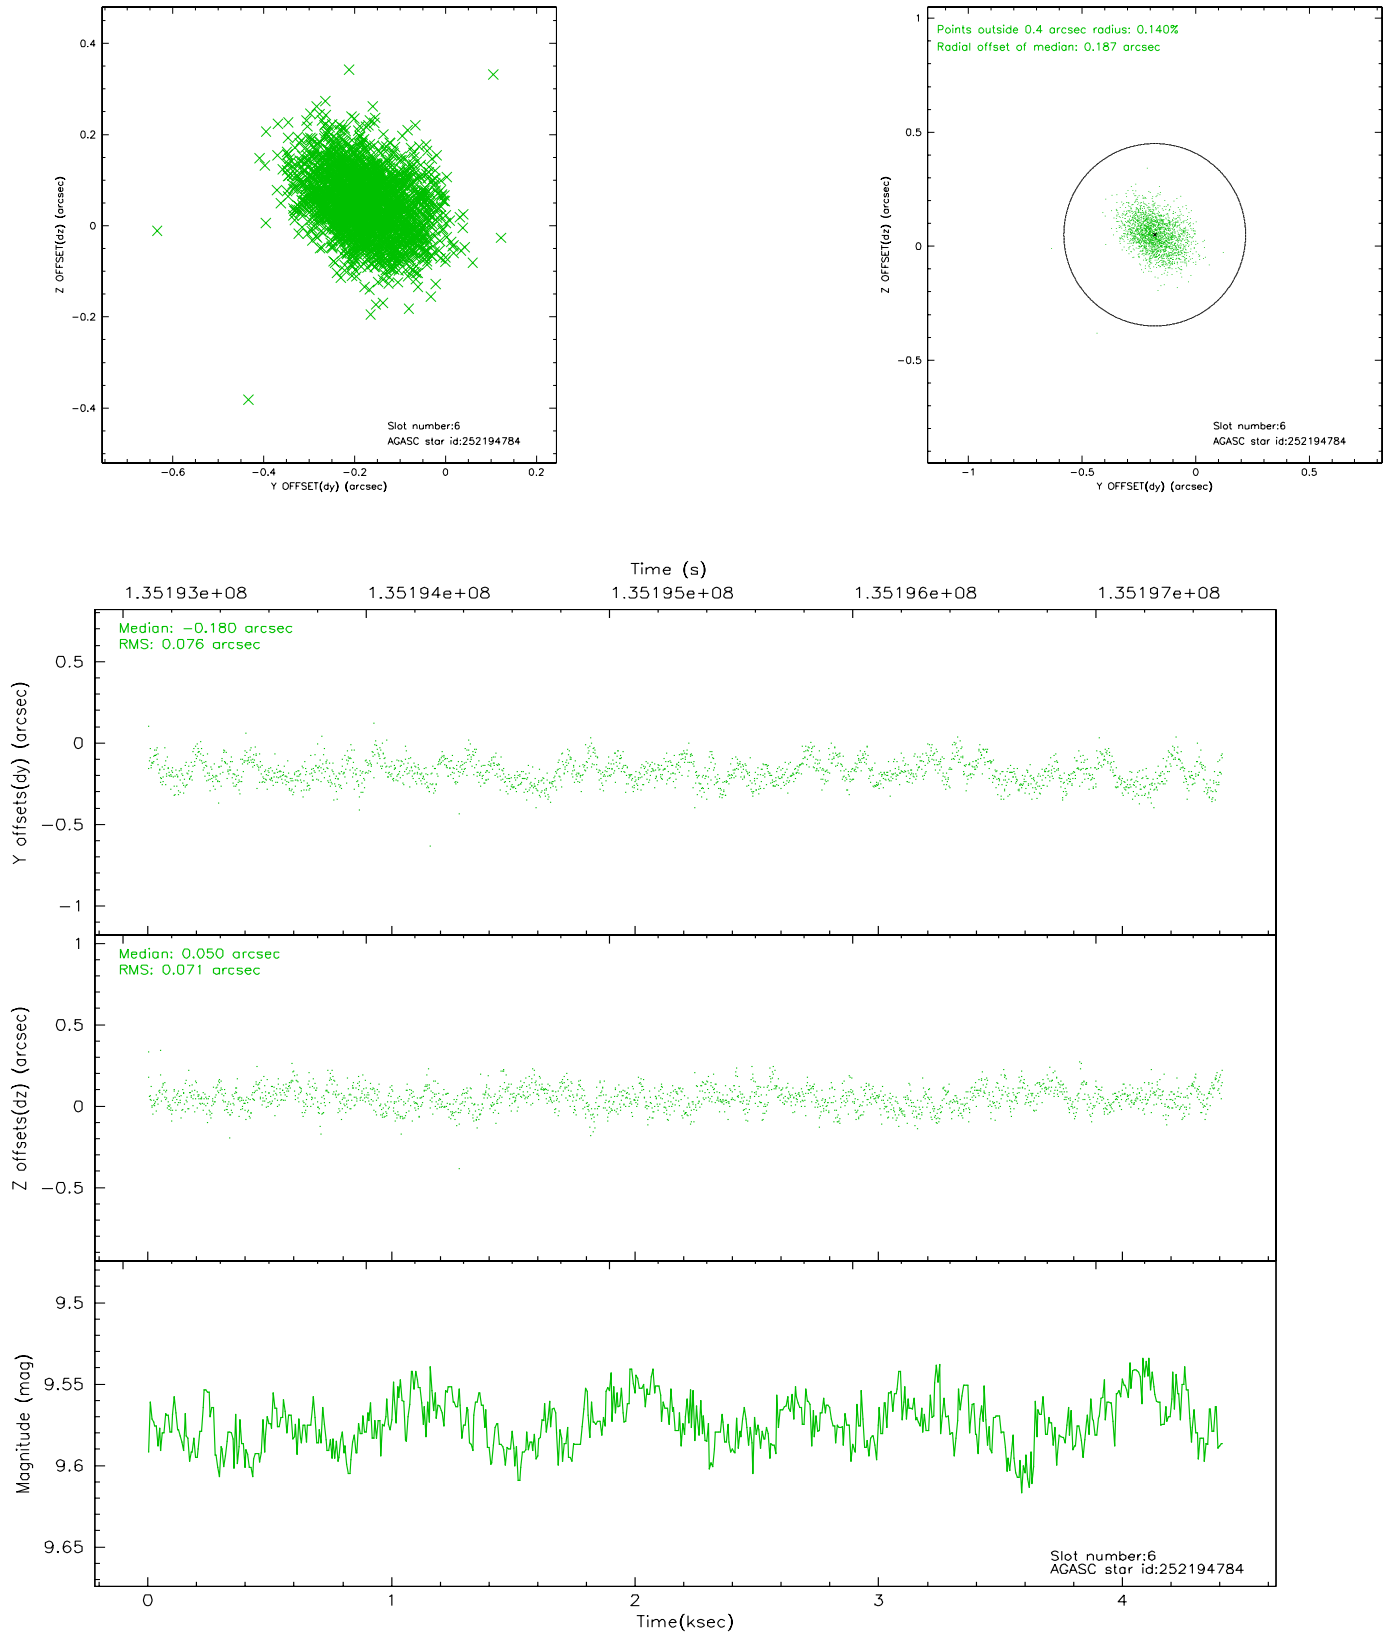 0.4
0.2
0
−0.2
−0.4
Z OFFSET(dz) (arcsec)
Slot number:6
AGASC star id:252194784
−0.6 −0.4 −0.2 0 0.2
Y OFFSET(dy) (arcsec)
Points outside 0.4 arcsec radius: 0.140%
Radial offset of median: 0.187 arcsec
1
0.5
0
−0.5
Z OFFSET(dz) (arcsec)
Slot number:6
AGASC star id:252194784
−1 −0.5 0 0.5
Y OFFSET(dy) (arcsec)
Time (s)
1.35193e+08 1.35194e+08 1.35195e+08 1.35196e+08 1.35197e+08
Median: −0.180 arcsec
RMS: 0.076 arcsec
0.5
0
−0.5
−1
Y offsets(dy) (arcsec)
Median: 0.050 arcsec
RMS: 0.071 arcsec
1
0.5
0
−0.5
Z offsets(dz) (arcsec)
9.5
9.55
9.6
9.65
Magnitude (mag)
Slot number:6
AGASC star id:252194784
0 1 2 3 4
Time(ksec)